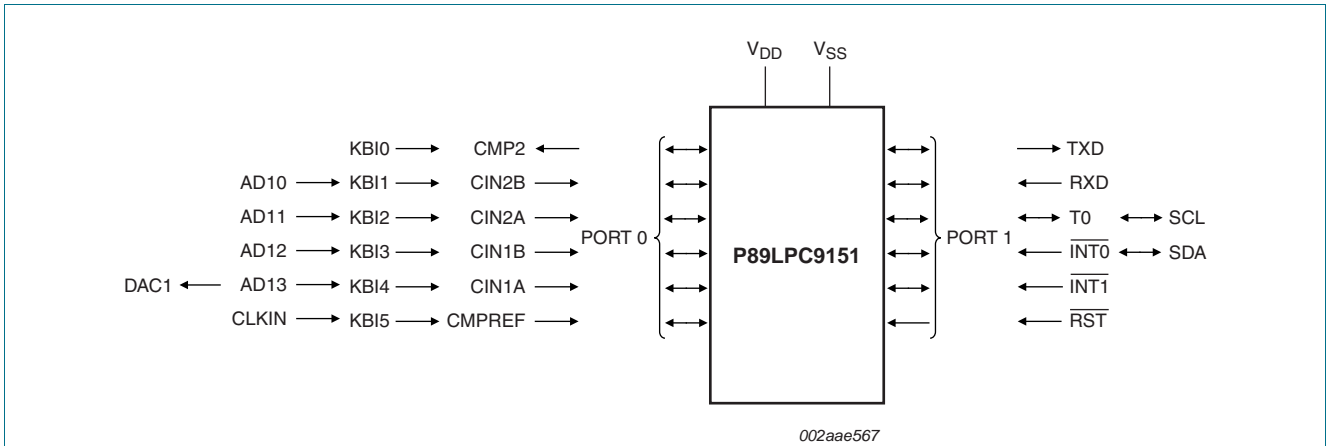 VDD VSS
KBI0 CMP2 TXD
AD10 KBI1 CIN2B RXD
AD11 KBI2 CIN2A T0 SCL
PORT 0 PORT 1
AD12 KBI3 CIN1B P89LPC9151 INT0 SDA
DAC1 AD13 KBI4 CIN1A INT1
CLKIN KBI5 CMPREF RST
002aae567